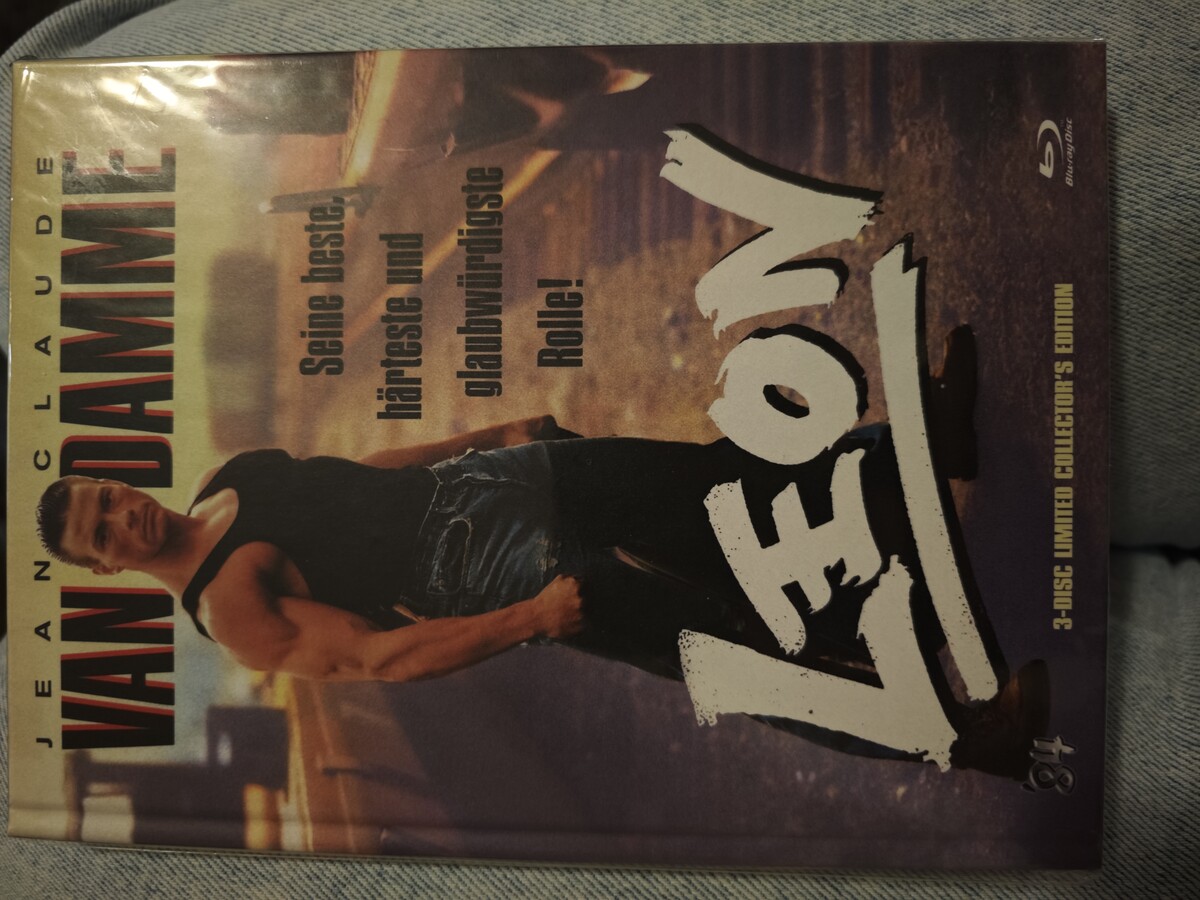 JEAN CLAUDE
VAN DAMME
Seine beste,
härteste und
glaubwürdigste
Rolle!
LEON
'84
3-DISC LIMITED COLLECTOR'S EDITION
Blu-ray Disc